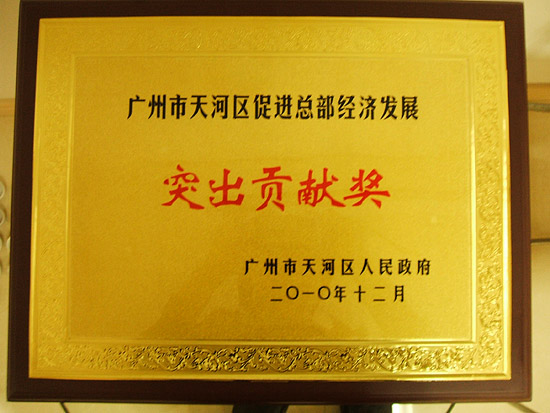 广州市天河区促进总部经济发展
突出贡献奖
广州市天河区人民政府
二〇一〇年十二月